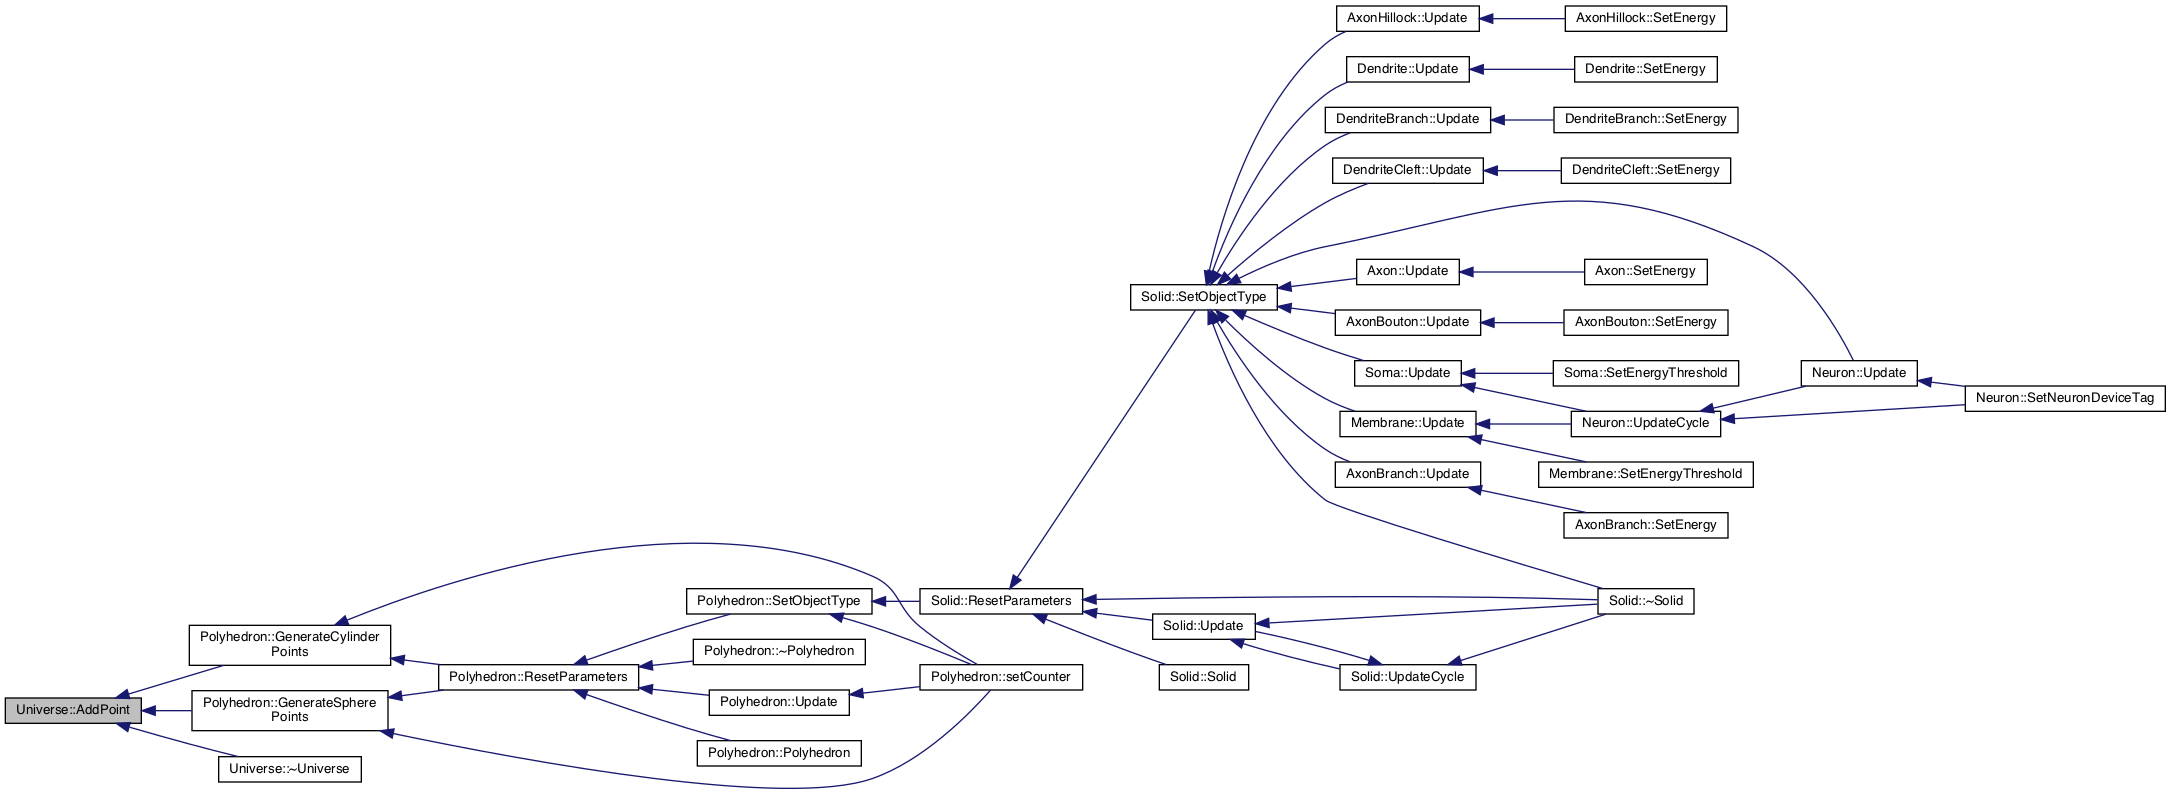 AxonHillock::Update
AxonHillock::SetEnergy
Dendrite::Update
Dendrite::SetEnergy
DendriteBranch::Update
DendriteBranch::SetEnergy
DendriteCleft::Update
DendriteCleft::SetEnergy
Axon::Update
Axon::SetEnergy
Solid::SetObjectType
AxonBouton::Update
AxonBouton::SetEnergy
Soma::Update
Soma::SetEnergyThreshold
Neuron::Update
Neuron::SetNeuronDeviceTag
Membrane::Update
Neuron::UpdateCycle
AxonBranch::Update
Membrane::SetEnergyThreshold
AxonBranch::SetEnergy
Polyhedron::SetObjectType
Solid::ResetParameters
Solid::~Solid
Solid::Update
Polyhedron::GenerateCylinder
Points
Polyhedron::~Polyhedron
Polyhedron::ResetParameters
Polyhedron::setCounter
Solid::Solid
Solid::UpdateCycle
Polyhedron::GenerateSphere
Points
Polyhedron::Update
Universe::AddPoint
Polyhedron::Polyhedron
Universe::~Universe